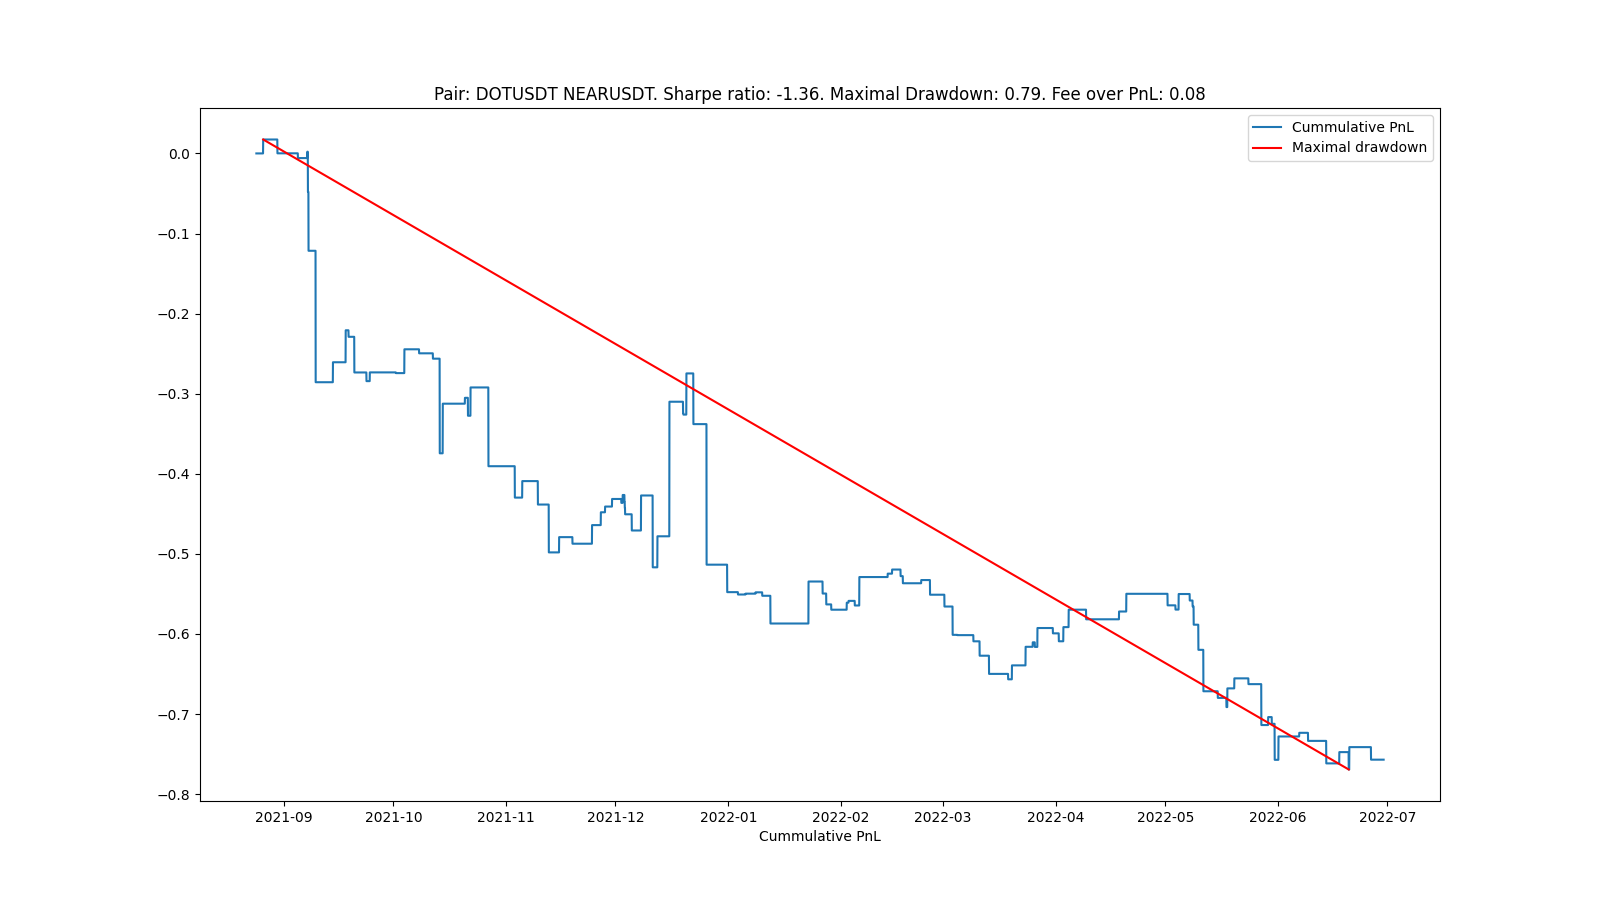 Pair: DOTUSDT NEARUSDT. Sharpe ratio: -1.36. Maximal Drawdown: 0.79. Fee over PnL: 0.08
Cummulative PnL
Maximal drawdown
0.0
−0.1
−0.2
−0.3
−0.4
−0.5
−0.6
−0.7
−0.8
2021-09 2021-10 2021-11 2021-12 2022-01 2022-02 2022-03 2022-04 2022-05 2022-06 2022-07
Cummulative PnL